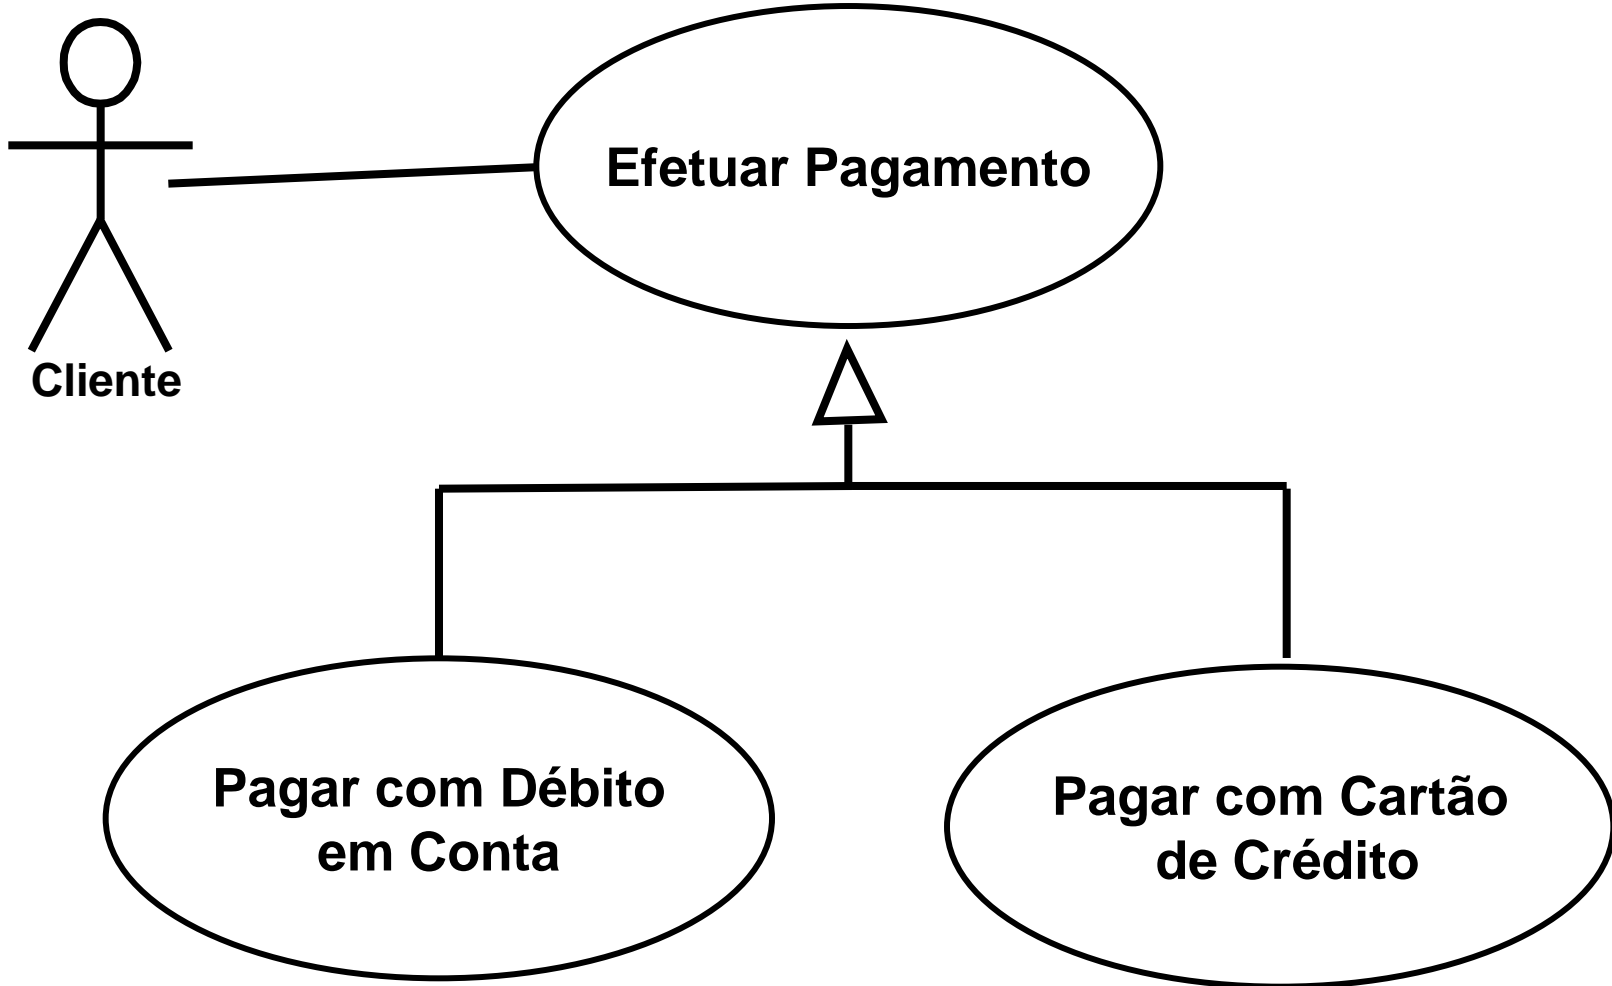 Efetuar Pagamento
Cliente
Pagar com Débito
em Conta
Pagar com Cartão
de Crédito